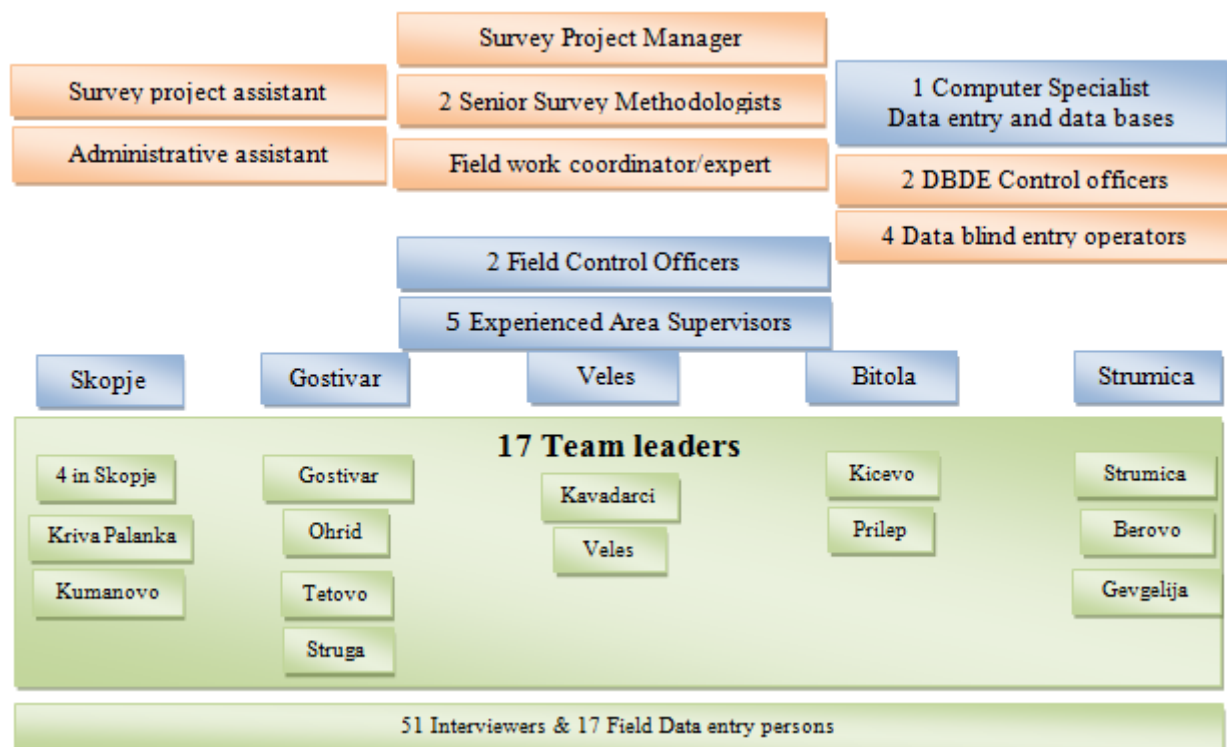 Survey Project Manager
Survey project assistant
2 Senior Survey Methodologists
1 Computer Specialist
Data entry and data bases
Administrative assistant
Field work coordinator/expert
2 DBDE Control officers
4 Data blind entry operators
2 Field Control Officers
5 Experienced Area Supervisors
Skopje
Gostivar
Veles
Bitola
Strumica
17 Team leaders
4 in Skopje
Kriva Palanka
Kumanovo
Gostivar
Ohrid
Tetovo
Struga
Kavadarci
Veles
Kicevo
Prilep
Strumica
Berovo
Gevgelija
51 Interviewers & 17 Field Data entry persons